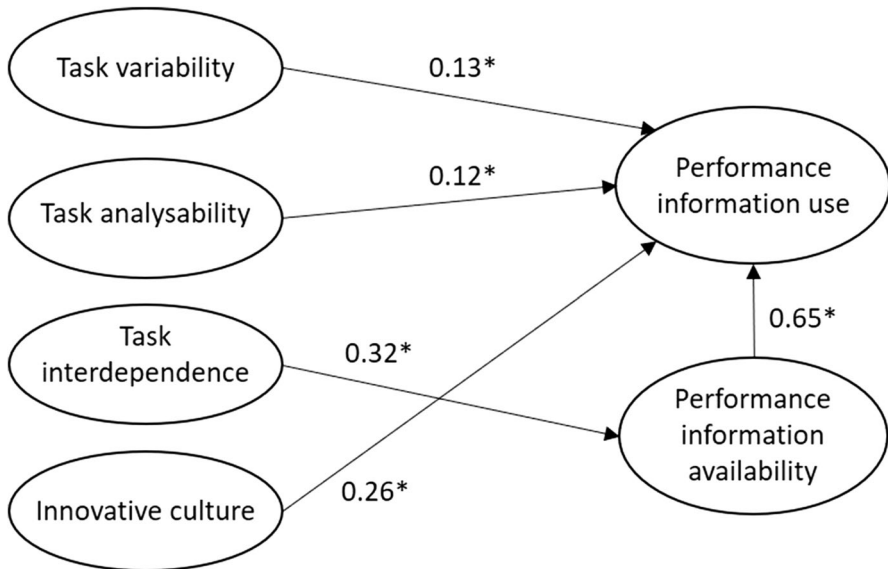 Task variability
0.13*
Performance
information use
Task analysability
0.12*
Task
interdependence
0.32*
0.65*
Performance
information
availability
Innovative culture
0.26*